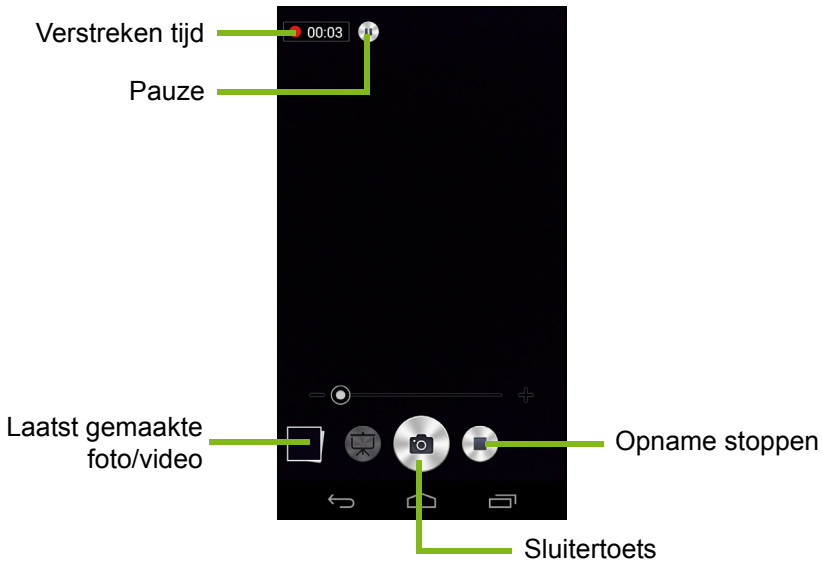 Verstreken tijd
00:03
Pauze
Laatst gemaakte
foto/video
Opname stoppen
Sluitertoets